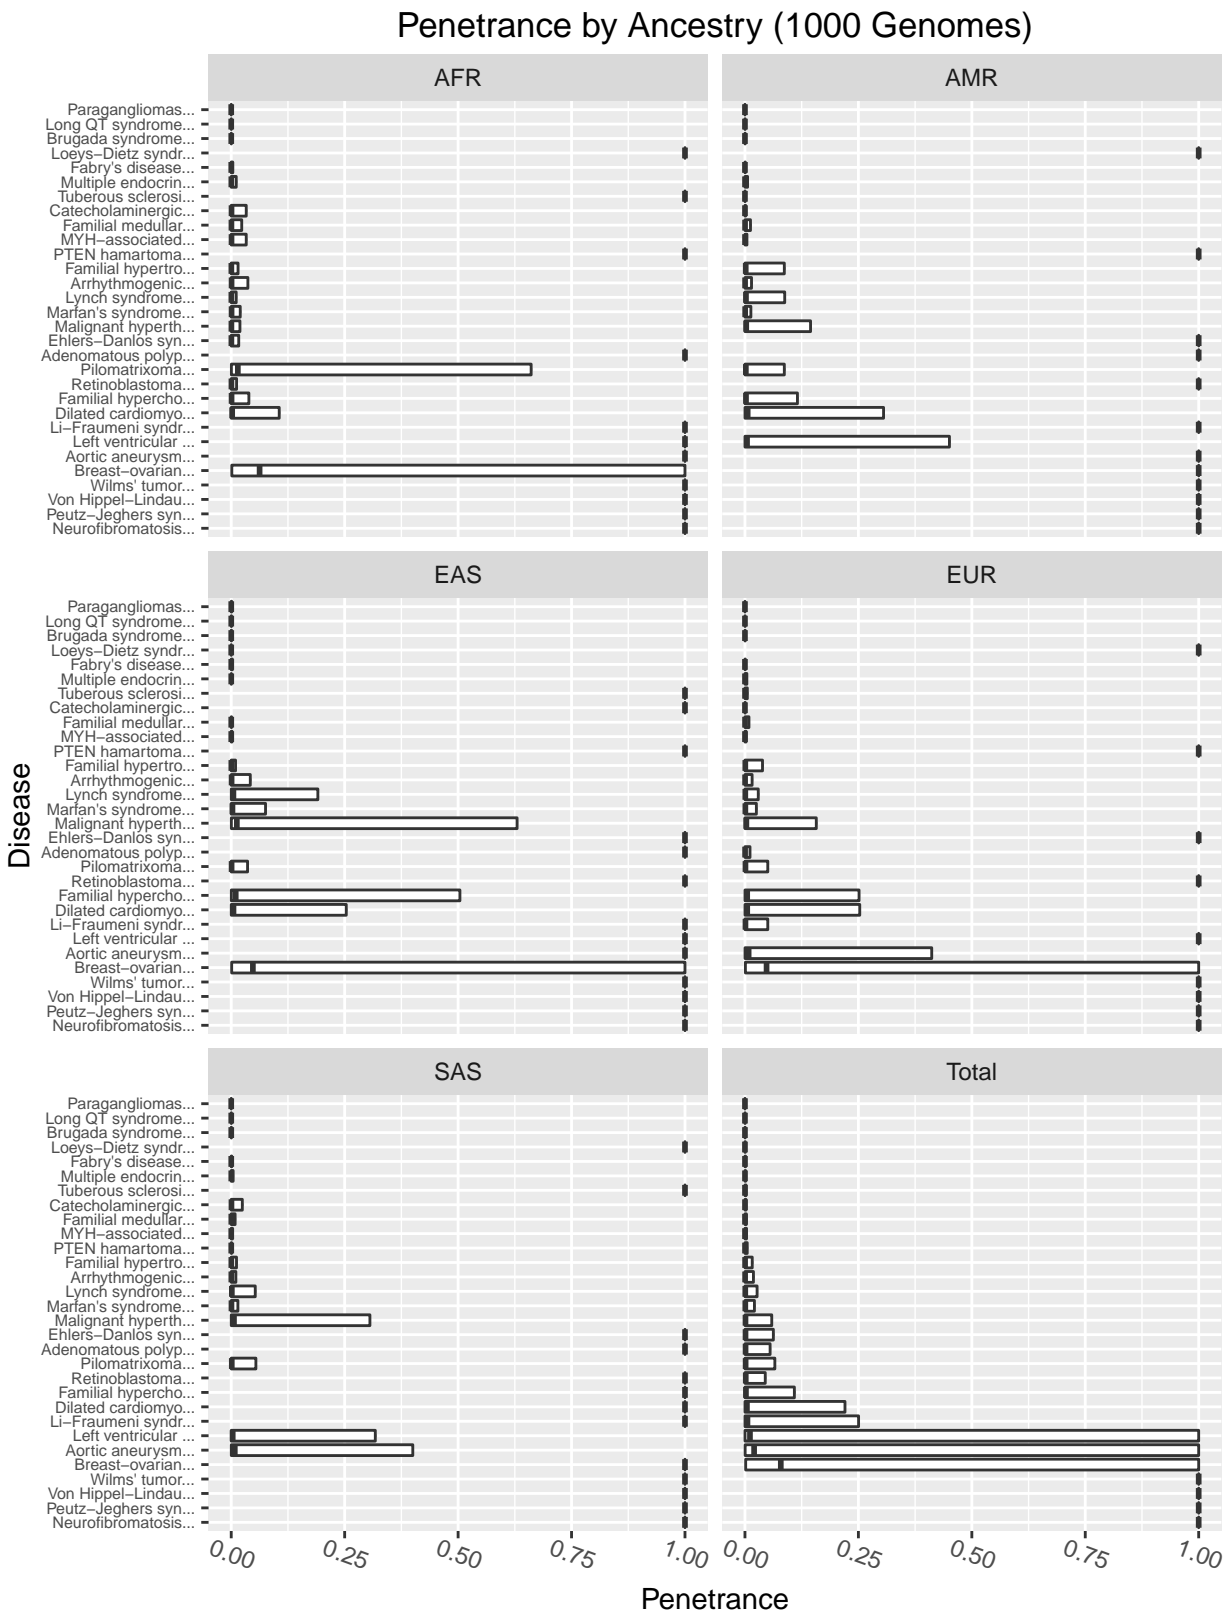 Penetrance by Ancestry (1000 Genomes)
AFR
AMR
Paragangliomas...
Long QT syndrome...
Brugada syndrome...
Loeys−Dietz syndr...
Fabry's disease...
Multiple endocrin...
Tuberous sclerosi...
Catecholaminergic...
Familial medullar...
MYH−associated...
PTEN hamartoma...
Familial hypertro...
Arrhythmogenic...
Lynch syndrome...
Marfan's syndrome...
Malignant hyperth...
Ehlers−Danlos syn...
Adenomatous polyp...
Pilomatrixoma...
Retinoblastoma...
Familial hypercho...
Dilated cardiomyo...
Li−Fraumeni syndr...
Left ventricular ...
Aortic aneurysm...
Breast−ovarian...
Wilms' tumor...
Von Hippel−Lindau...
Peutz−Jeghers syn...
Neurofibromatosis...
EAS
EUR
Paragangliomas...
Long QT syndrome...
Brugada syndrome...
Loeys−Dietz syndr...
Fabry's disease...
Multiple endocrin...
Tuberous sclerosi...
Catecholaminergic...
Familial medullar...
MYH−associated...
PTEN hamartoma...
Familial hypertro...
Arrhythmogenic...
Lynch syndrome...
Marfan's syndrome...
Malignant hyperth...
Ehlers−Danlos syn...
Adenomatous polyp...
Pilomatrixoma...
Retinoblastoma...
Familial hypercho...
Dilated cardiomyo...
Li−Fraumeni syndr...
Left ventricular ...
Aortic aneurysm...
Breast−ovarian...
Wilms' tumor...
Von Hippel−Lindau...
Peutz−Jeghers syn...
Neurofibromatosis...
Disease
SAS
Total
Paragangliomas...
Long QT syndrome...
Brugada syndrome...
Loeys−Dietz syndr...
Fabry's disease...
Multiple endocrin...
Tuberous sclerosi...
Catecholaminergic...
Familial medullar...
MYH−associated...
PTEN hamartoma...
Familial hypertro...
Arrhythmogenic...
Lynch syndrome...
Marfan's syndrome...
Malignant hyperth...
Ehlers−Danlos syn...
Adenomatous polyp...
Pilomatrixoma...
Retinoblastoma...
Familial hypercho...
Dilated cardiomyo...
Li−Fraumeni syndr...
Left ventricular ...
Aortic aneurysm...
Breast−ovarian...
Wilms' tumor...
Von Hippel−Lindau...
Peutz−Jeghers syn...
Neurofibromatosis...
0.00 0.25 0.50 0.75 1.00
0.00 0.25 0.50 0.75 1.00
Penetrance